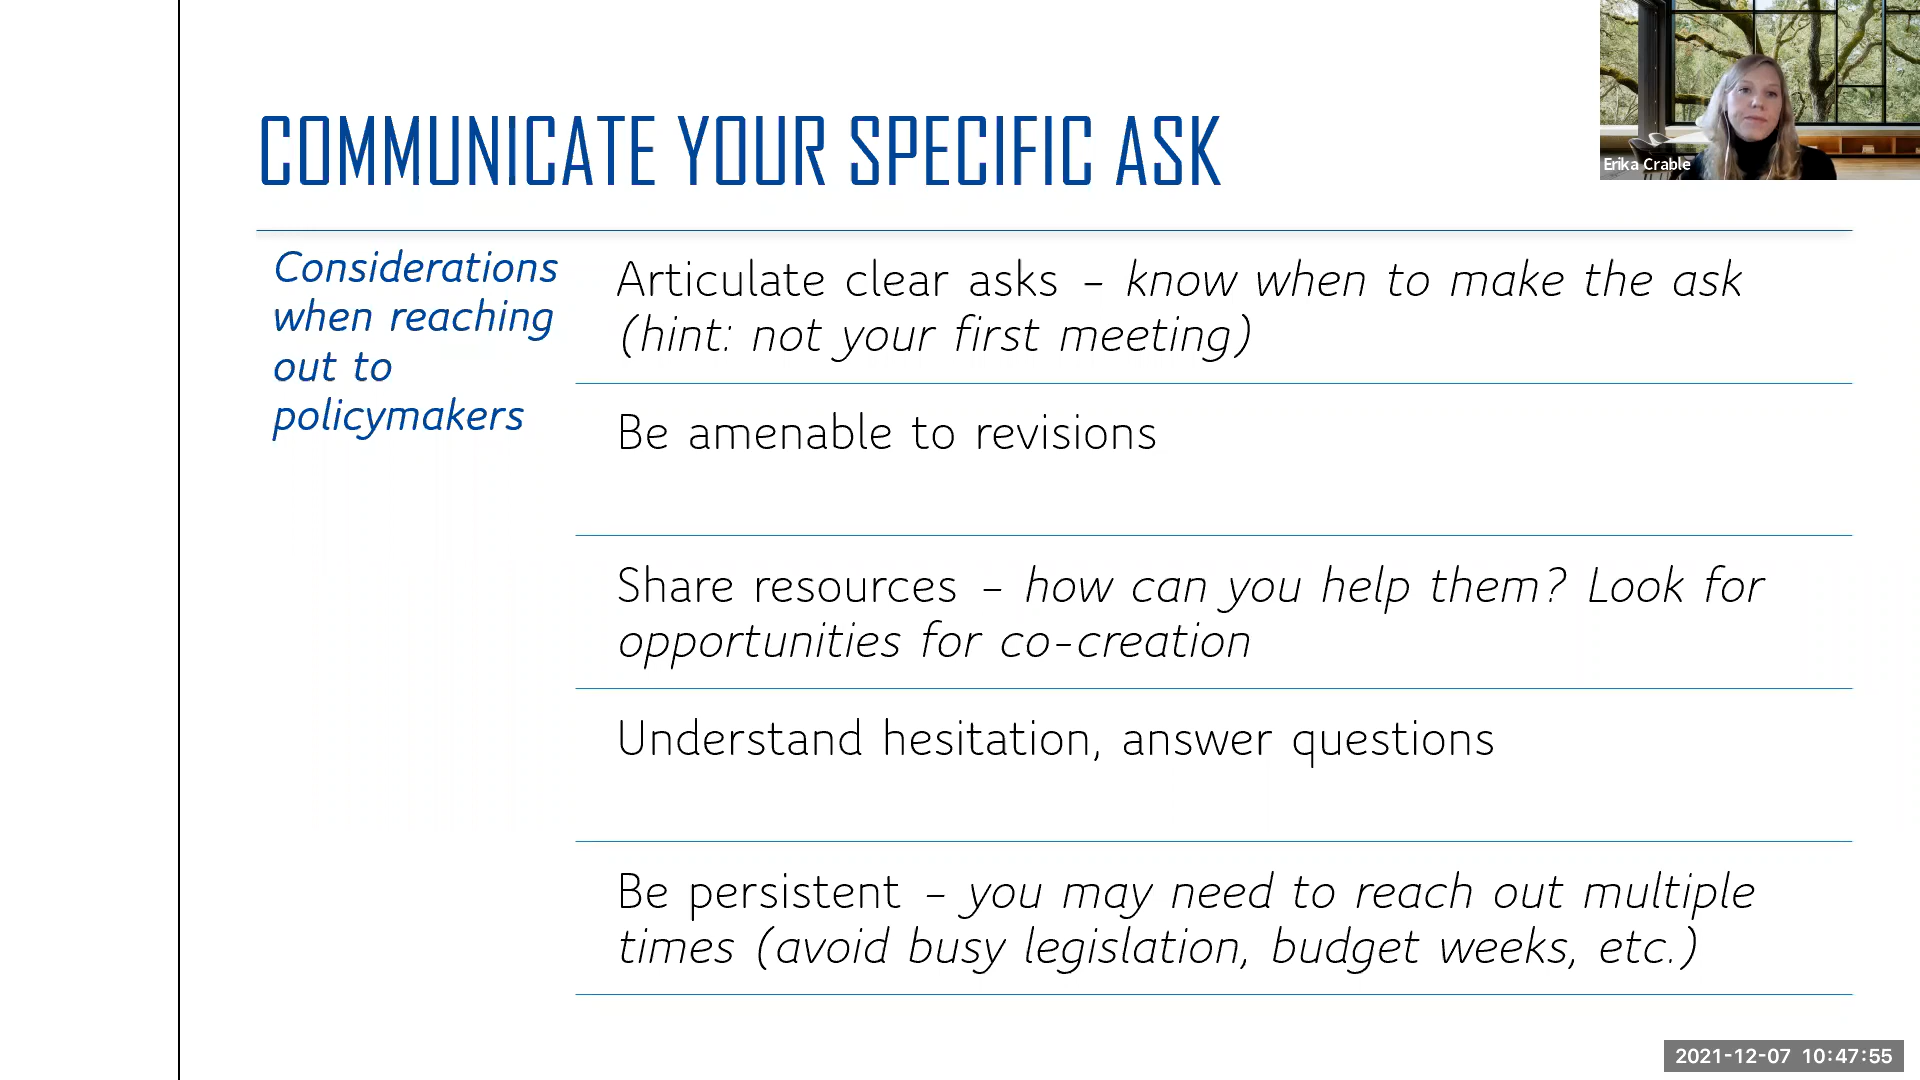 COMMUNICATE YOUR SPECIFIC ASK
Erika Crable
Considerations
when reaching
out to
policymakers
Articulate clear asks – know when to make the ask
(hint: not your first meeting)
Be amenable to revisions
Share resources – how can you help them? Look for
opportunities for co-creation
Understand hesitation, answer questions
Be persistent – you may need to reach out multiple
times (avoid busy legislation, budget weeks, etc.)
2021-12-07 10:47:55